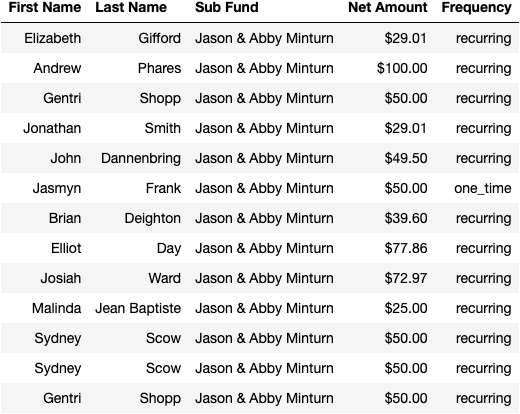 First Name Last Name Sub Fund Net Amount Frequency
Elizabeth Gifford Jason & Abby Minturn $29.01 recurring
Andrew Phares Jason & Abby Minturn $100.00 recurring
Gentri Shopp Jason & Abby Minturn $50.00 recurring
Jonathan Smith Jason & Abby Minturn $29.01 recurring
John Dannenbring Jason & Abby Minturn $49.50 recurring
Jasmyn Frank Jason & Abby Minturn $50.00 one_time
Brian Deighton Jason & Abby Minturn $39.60 recurring
Elliot Day Jason & Abby Minturn $77.86 recurring
Josiah Ward Jason & Abby Minturn $72.97 recurring
Malinda Jean Baptiste Jason & Abby Minturn $25.00 recurring
Sydney Scow Jason & Abby Minturn $50.00 recurring
Sydney Scow Jason & Abby Minturn $50.00 recurring
Gentri Shopp Jason & Abby Minturn $50.00 recurring